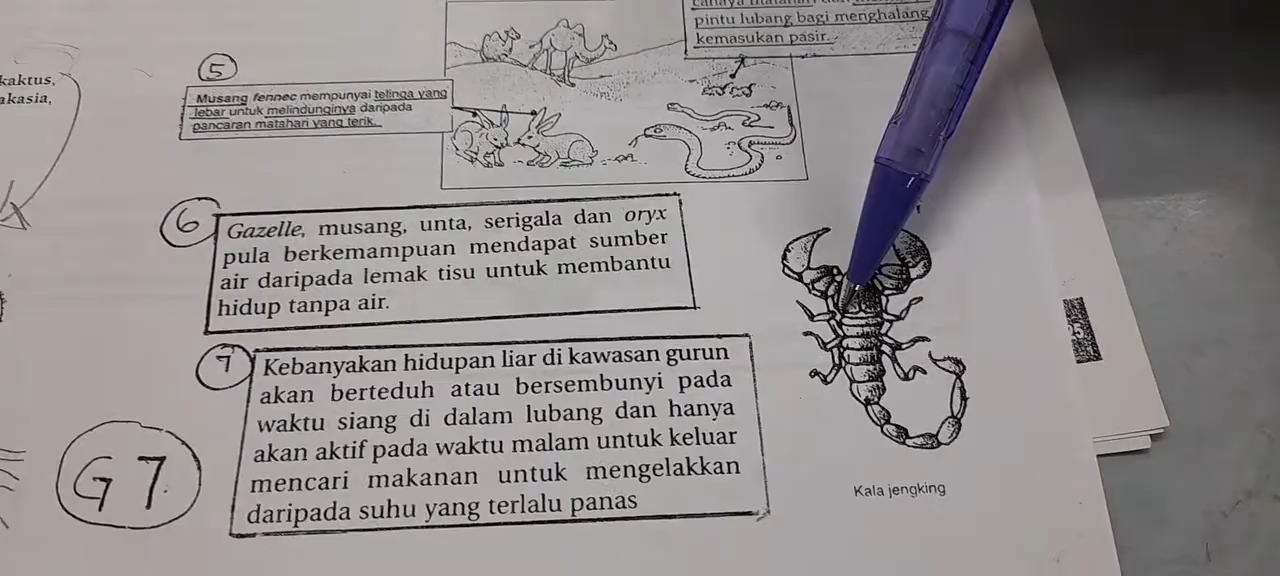 kaktus,
akasia,
pintu lubang bagi menghalang
kemasukan pasir.
5
Musang fennec mempunyai telinga yang
lebar untuk melindunginya daripada
pancaran matahari yang terik.
6
Gazelle, musang, unta, serigala dan oryx
pula berkemampuan mendapat sumber
air daripada lemak tisu untuk membantu
hidup tanpa air.
7
Kebanyakan hidupan liar di kawasan gurun
akan berteduh atau bersembunyi pada
waktu siang di dalam lubang dan hanya
akan aktif pada waktu malam untuk keluar
mencari makanan untuk mengelakkan
daripada suhu yang terlalu panas
G 7
Kala jengking